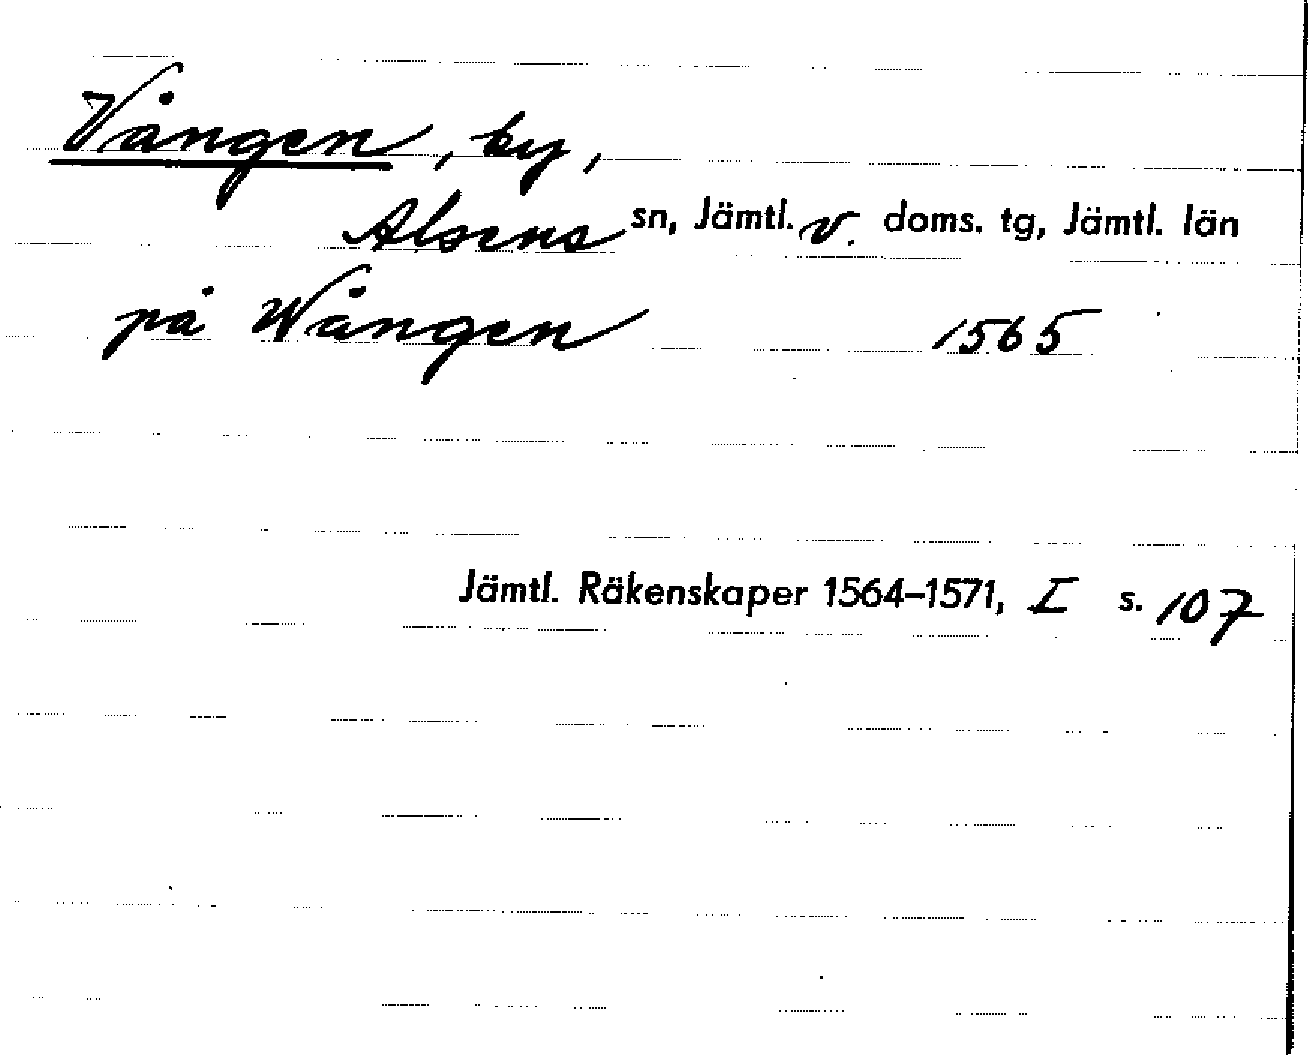 Vången, by,
Alsens sn, Jämtl. v. doms. tg, Jämtl. län
på Wången 1565
Jämtl. Räkenskaper 1564–1571, I s. 107